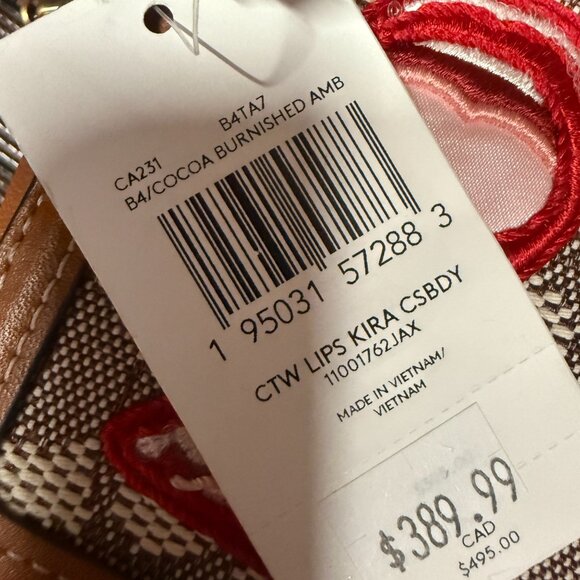 CA231 B4TA7
B4/COCOA BURNISHED AMB
1 95031 57288 3
CTW LIPS KIRA CSBDY
11001762JAX
MADE IN VIETNAM/
VIETNAM
$389.99
CAD
$495.00